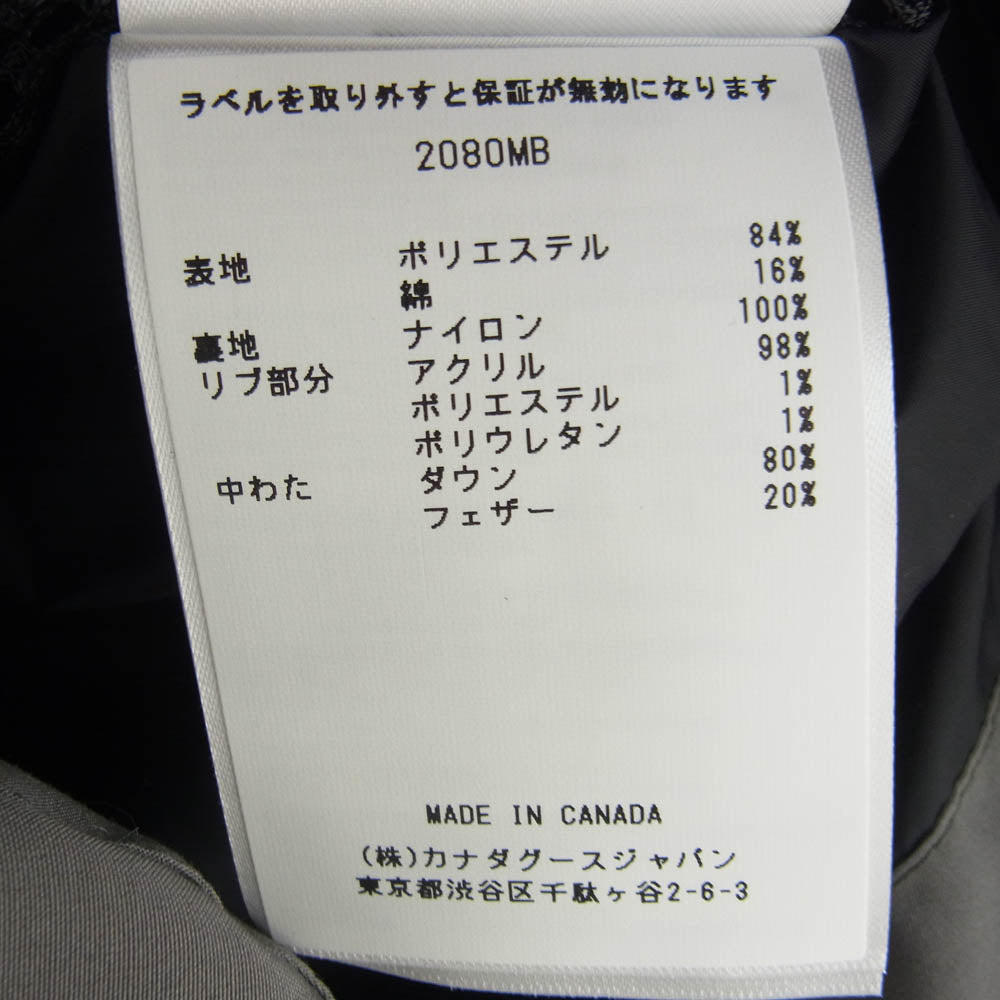 ラベルを取り外すと保証が無効になります
2080MB
表地 ポリエステル 84%
綿 16%
裏地 ナイロン 100%
リブ部分 アクリル 98%
ポリエステル 1%
ポリウレタン 1%
中わた ダウン 80%
フェザー 20%
MADE IN CANADA
(株)カナダグースジャパン
東京都渋谷区千駄ヶ谷2-6-3